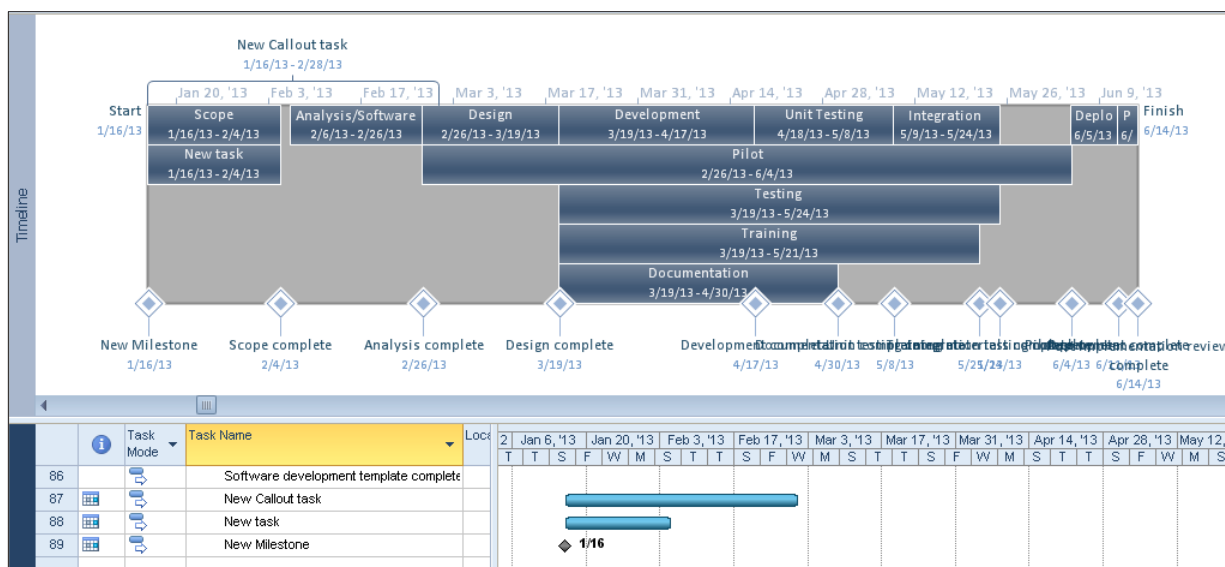 New Callout task
1/16/13 - 2/28/13
Jan 20, '13 Feb 3, '13 Feb 17, '13 Mar 3, '13 Mar 17, '13 Mar 31, '13 Apr 14, '13 Apr 28, '13 May 12, '13 May 26, '13 Jun 9, '13
Start
1/16/13
Scope
1/16/13 - 2/4/13
Analysis/Software
2/6/13 - 2/26/13
Design
2/26/13 - 3/19/13
Development
3/19/13 - 4/17/13
Unit Testing
4/18/13 - 5/8/13
Integration
5/9/13 - 5/24/13
Deplo
6/5/13
P
6/
Finish
6/14/13
New task
1/16/13 - 2/4/13
Pilot
2/26/13 - 6/4/13
Testing
3/19/13 - 5/24/13
Training
3/19/13 - 5/21/13
Documentation
3/19/13 - 4/30/13
Timeline
New Milestone
1/16/13
Scope complete
2/4/13
Analysis complete
2/26/13
Design complete
3/19/13
Development
4/17/13
4/30/13
5/8/13
6/4/13
review
complete
6/14/13
Task Mode Task Name Loca
2 Jan 6, '13 Jan 20, '13 Feb 3, '13 Feb 17, '13 Mar 3, '13 Mar 17, '13 Mar 31, '13 Apr 14, '13 Apr 28, '13 May 12,
T T S F W M S T T S F W M S T T S F W M S T T S F W M S
86 Software development template complete
87 New Callout task
88 New task
89 New Milestone
1/16